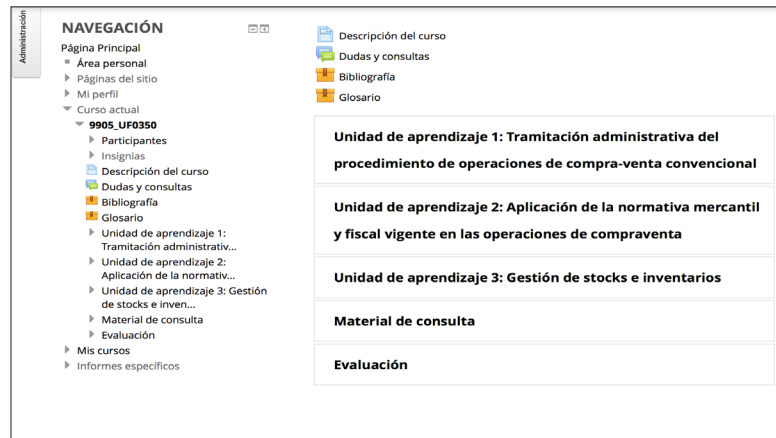 Administración
NAVEGACIÓN
Página Principal
Área personal
Páginas del sitio
Mi perfil
Curso actual
9905_UF0350
Participantes
Insignias
Descripción del curso
Dudas y consultas
Bibliografía
Glosario
Unidad de aprendizaje 1:
Tramitación administrativ...
Unidad de aprendizaje 2:
Aplicación de la normativ...
Unidad de aprendizaje 3: Gestión
de stocks e inven...
Material de consulta
Evaluación
Mis cursos
Informes específicos
Descripción del curso
Dudas y consultas
Bibliografía
Glosario
Unidad de aprendizaje 1: Tramitación administrativa del
procedimiento de operaciones de compra-venta convencional
Unidad de aprendizaje 2: Aplicación de la normativa mercantil
y fiscal vigente en las operaciones de compraventa
Unidad de aprendizaje 3: Gestión de stocks e inventarios
Material de consulta
Evaluación